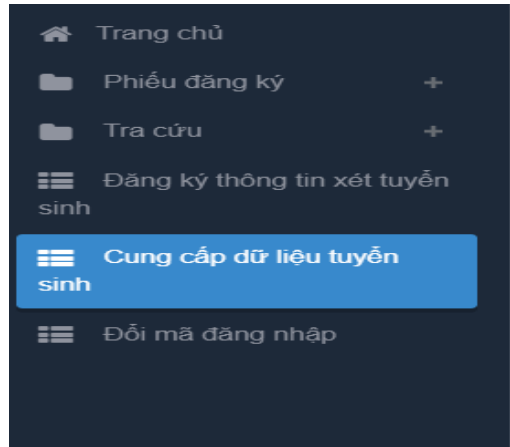 Trang chủ
Phiếu đăng ký +
Tra cứu +
Đăng ký thông tin xét tuyển
sinh
Cung cấp dữ liệu tuyển
sinh
Đổi mã đăng nhập